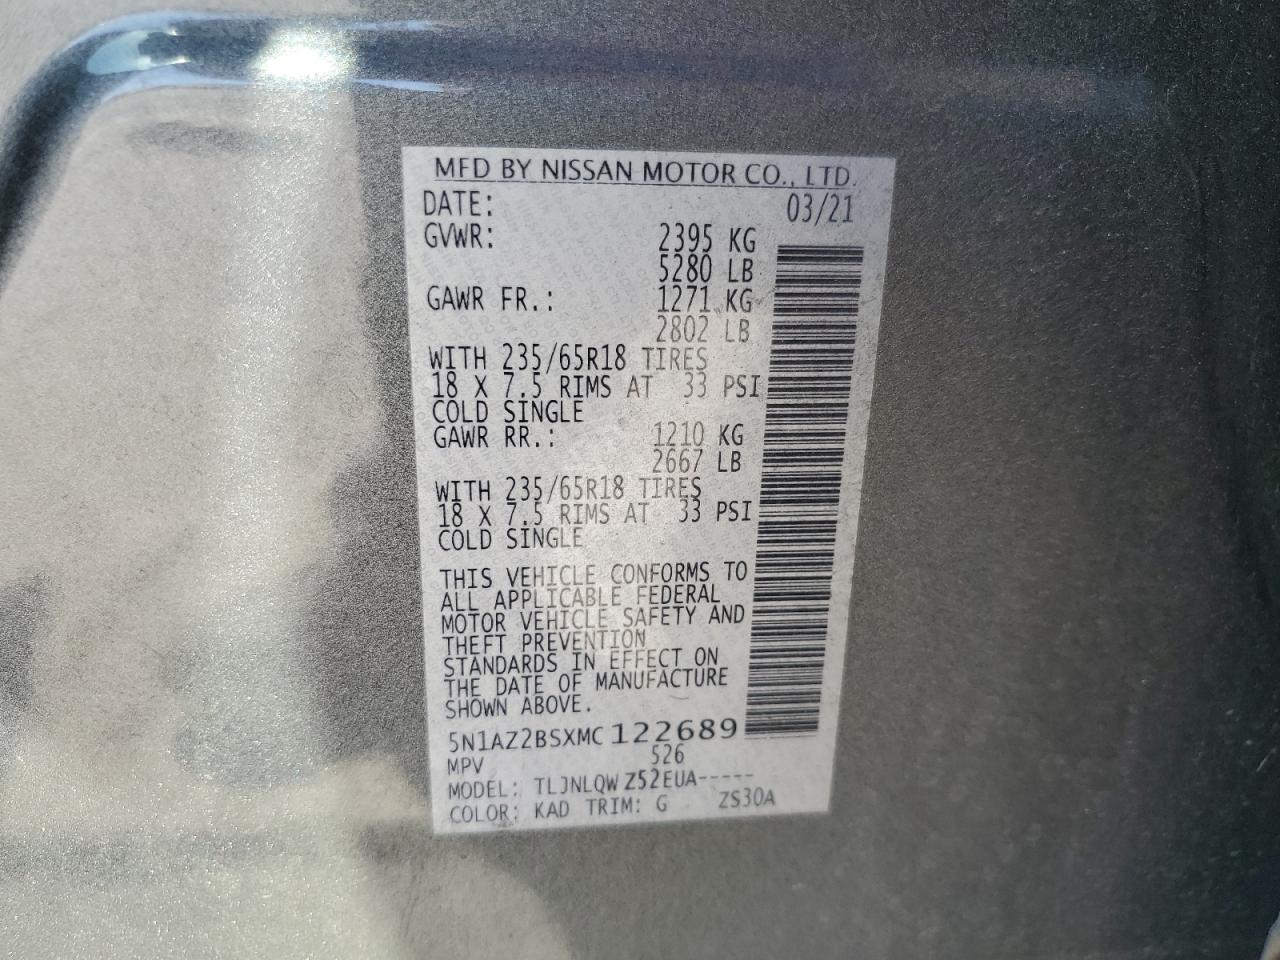 MFD BY NISSAN MOTOR CO., LTD.
DATE: 03/21
GVWR: 2395 KG
5280 LB
GAWR FR.: 1271 KG
2802 LB
WITH 235/65R18 TIRES
18 X 7.5 RIMS AT 33 PSI
COLD SINGLE
GAWR RR.: 1210 KG
2667 LB
WITH 235/65R18 TIRES
18 X 7.5 RIMS AT 33 PSI
COLD SINGLE
THIS VEHICLE CONFORMS TO
ALL APPLICABLE FEDERAL
MOTOR VEHICLE SAFETY AND
THEFT PREVENTION
STANDARDS IN EFFECT ON
THE DATE OF MANUFACTURE
SHOWN ABOVE.
5N1AZ2BSXMC122689
MPV 526
MODEL: TLJNLQW Z52EUA-----
COLOR: KAD TRIM: G ZS30A